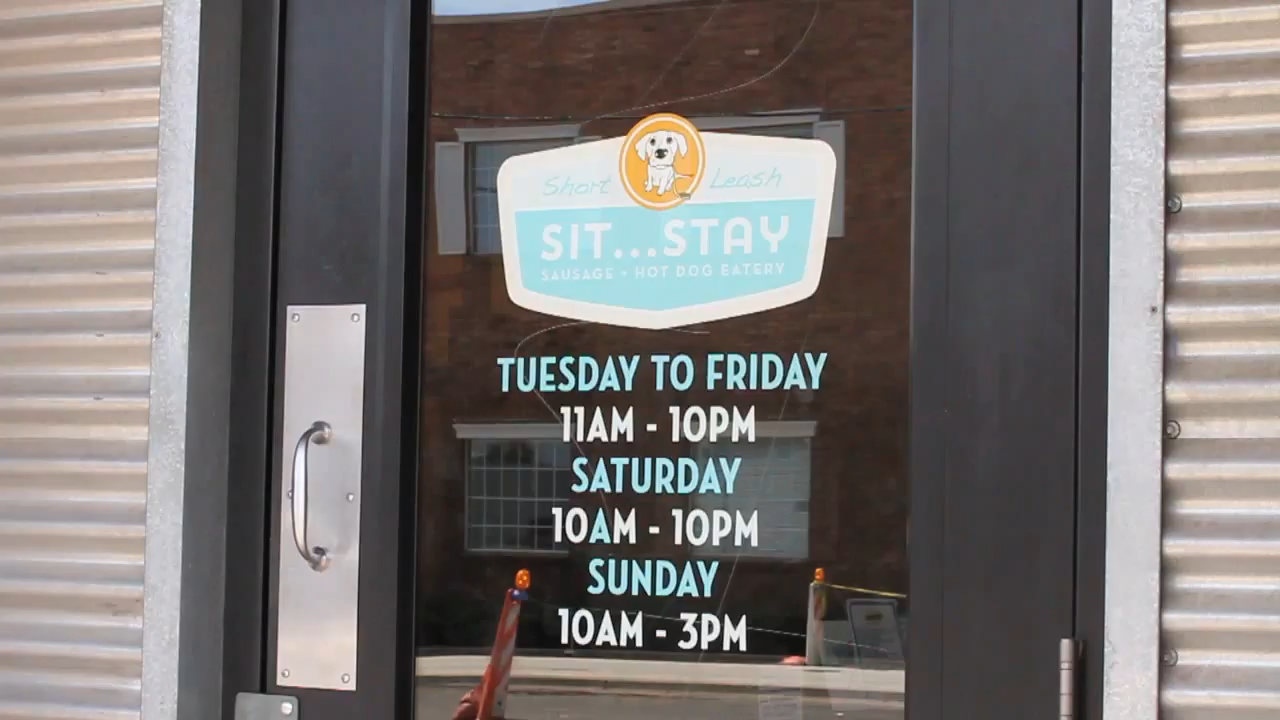 Short Leash
SIT...STAY
SAUSAGE + HOT DOG EATERY
TUESDAY TO FRIDAY
11AM - 10PM
SATURDAY
10AM - 10PM
SUNDAY
10AM - 3PM